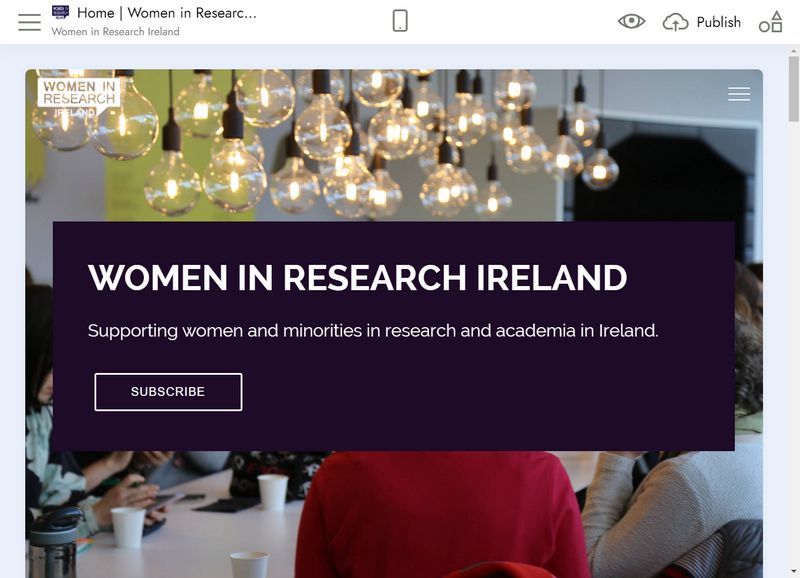 Home | Women in Researc...
Women in Research Ireland
Publish
WOMEN IN
RESEARCH
IRELAND
WOMEN IN RESEARCH IRELAND
Supporting women and minorities in research and academia in Ireland.
SUBSCRIBE